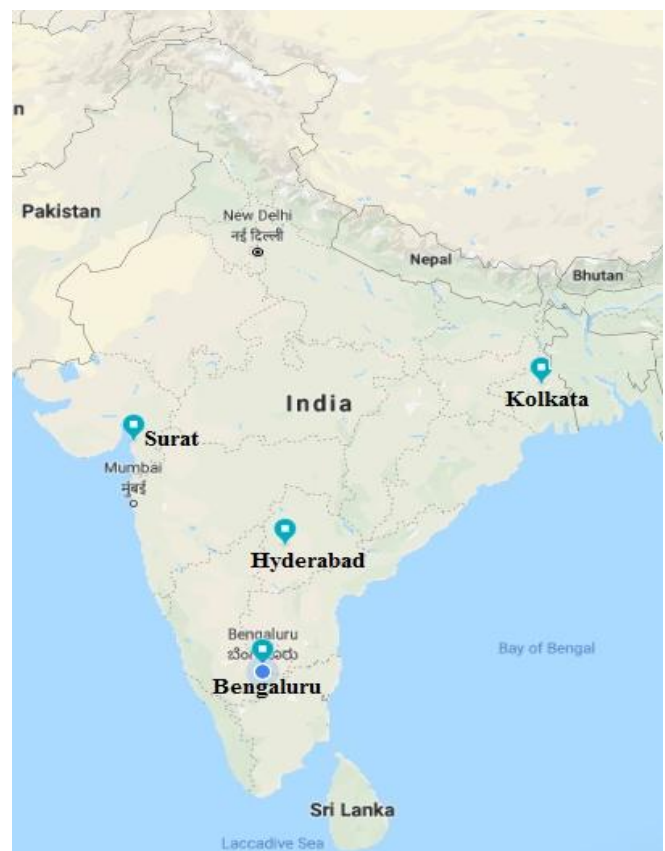 n
Pakistan
New Delhi
नई दिल्ली
Nepal
Bhutan
India
Kolkata
Surat
Mumbai
मुंबई
Hyderabad
Bengaluru
Bay of Bengal
Bengaluru
Sri Lanka
Laccadive Sea